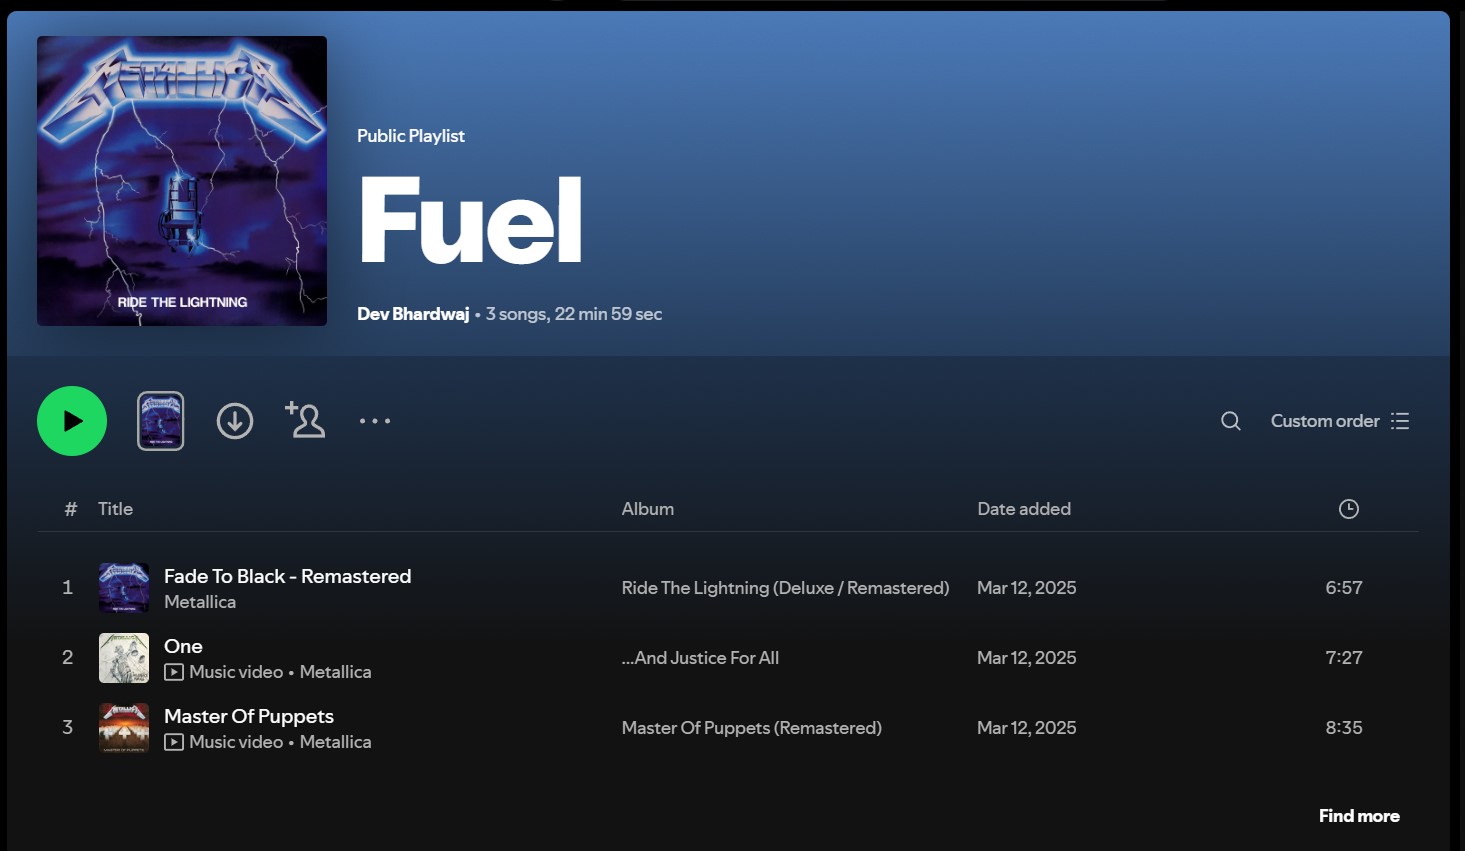 METALLICA
RIDE THE LIGHTNING
Public Playlist
Fuel
Dev Bhardwaj • 3 songs, 22 min 59 sec
Custom order
# Title Album Date added
1 Fade To Black - Remastered Ride The Lightning (Deluxe / Remastered) Mar 12, 2025 6:57
Metallica
2 One ...And Justice For All Mar 12, 2025 7:27
Music video • Metallica
3 Master Of Puppets Master Of Puppets (Remastered) Mar 12, 2025 8:35
Music video • Metallica
Find more